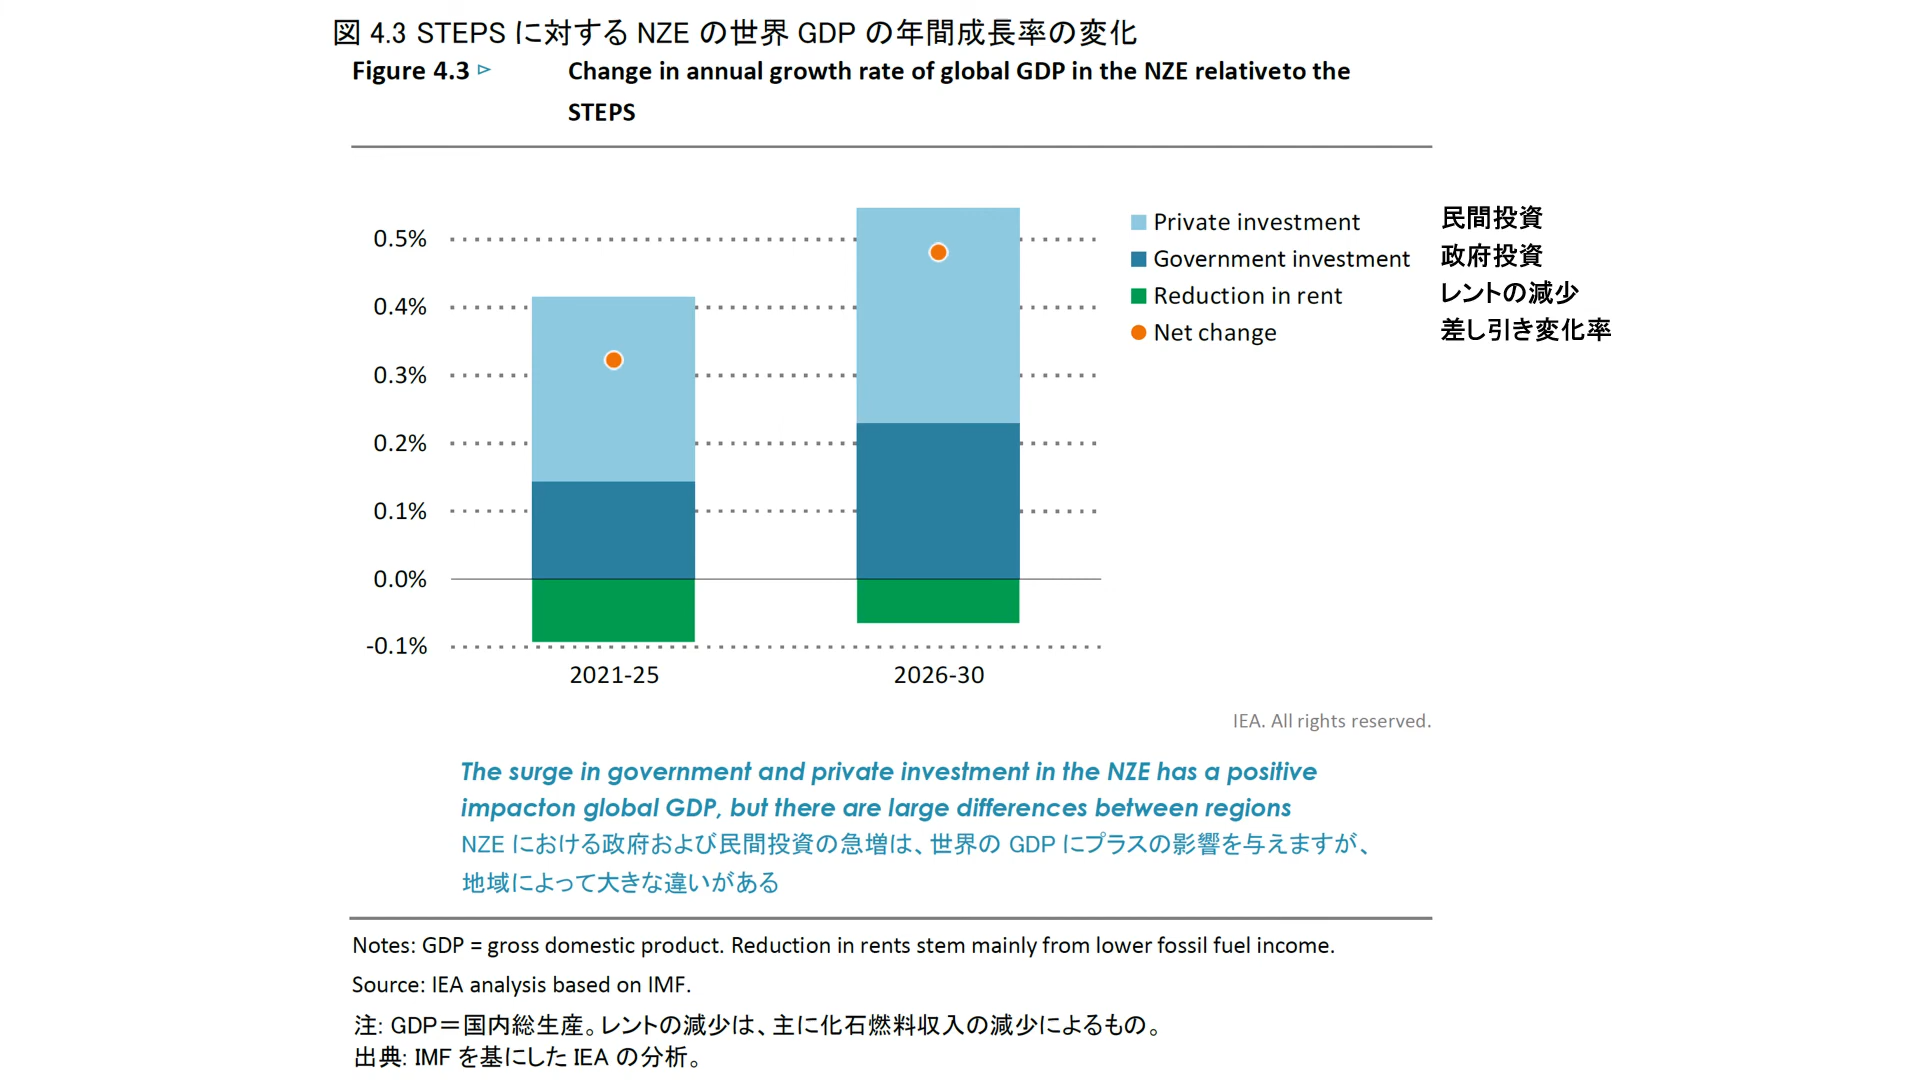 図 4.3 STEPS に対する NZE の世界 GDP の年間成長率の変化
Figure 4.3 ▷ Change in annual growth rate of global GDP in the NZE relativeto the
STEPS
0.5%
0.4%
0.3%
0.2%
0.1%
0.0%
-0.1%
2021-25 2026-30
Private investment 民間投資
Government investment 政府投資
Reduction in rent レントの減少
Net change 差し引き変化率
IEA. All rights reserved.
The surge in government and private investment in the NZE has a positive
impacton global GDP, but there are large differences between regions
NZE における政府および民間投資の急増は、世界の GDP にプラスの影響を与えますが、
地域によって大きな違いがある
Notes: GDP = gross domestic product. Reduction in rents stem mainly from lower fossil fuel income.
Source: IEA analysis based on IMF.
注: GDP＝国内総生産。レントの減少は、主に化石燃料収入の減少によるもの。
出典: IMF を基にした IEA の分析。